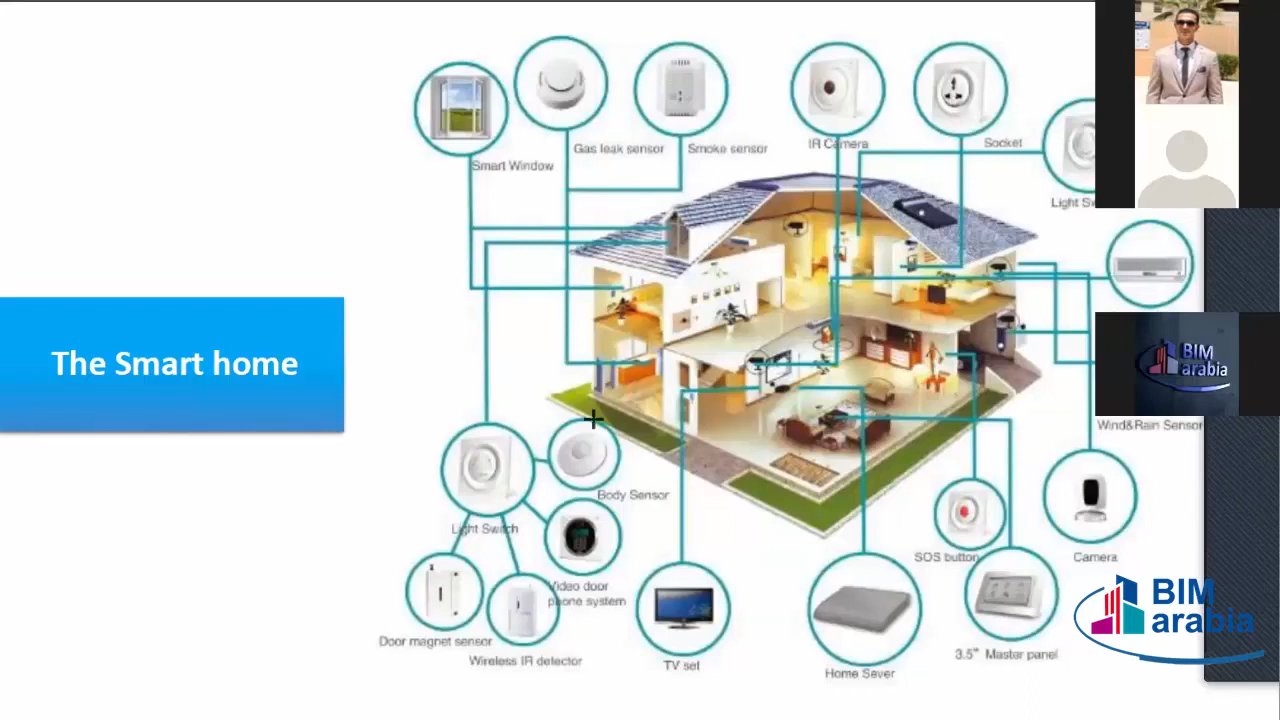 Gas leak sensor
Smoke sensor
IR Camera
Socket
Smart Window
Light Sw
The Smart home
BIM
arabia
Wind&Rain Sensor
Body Sensor
Light Switch
SOS button
Camera
Video door
phone system
Door magnet sensor
Wireless IR detector
TV set
Home Sever
3.5" Master panel
BIM
arabia